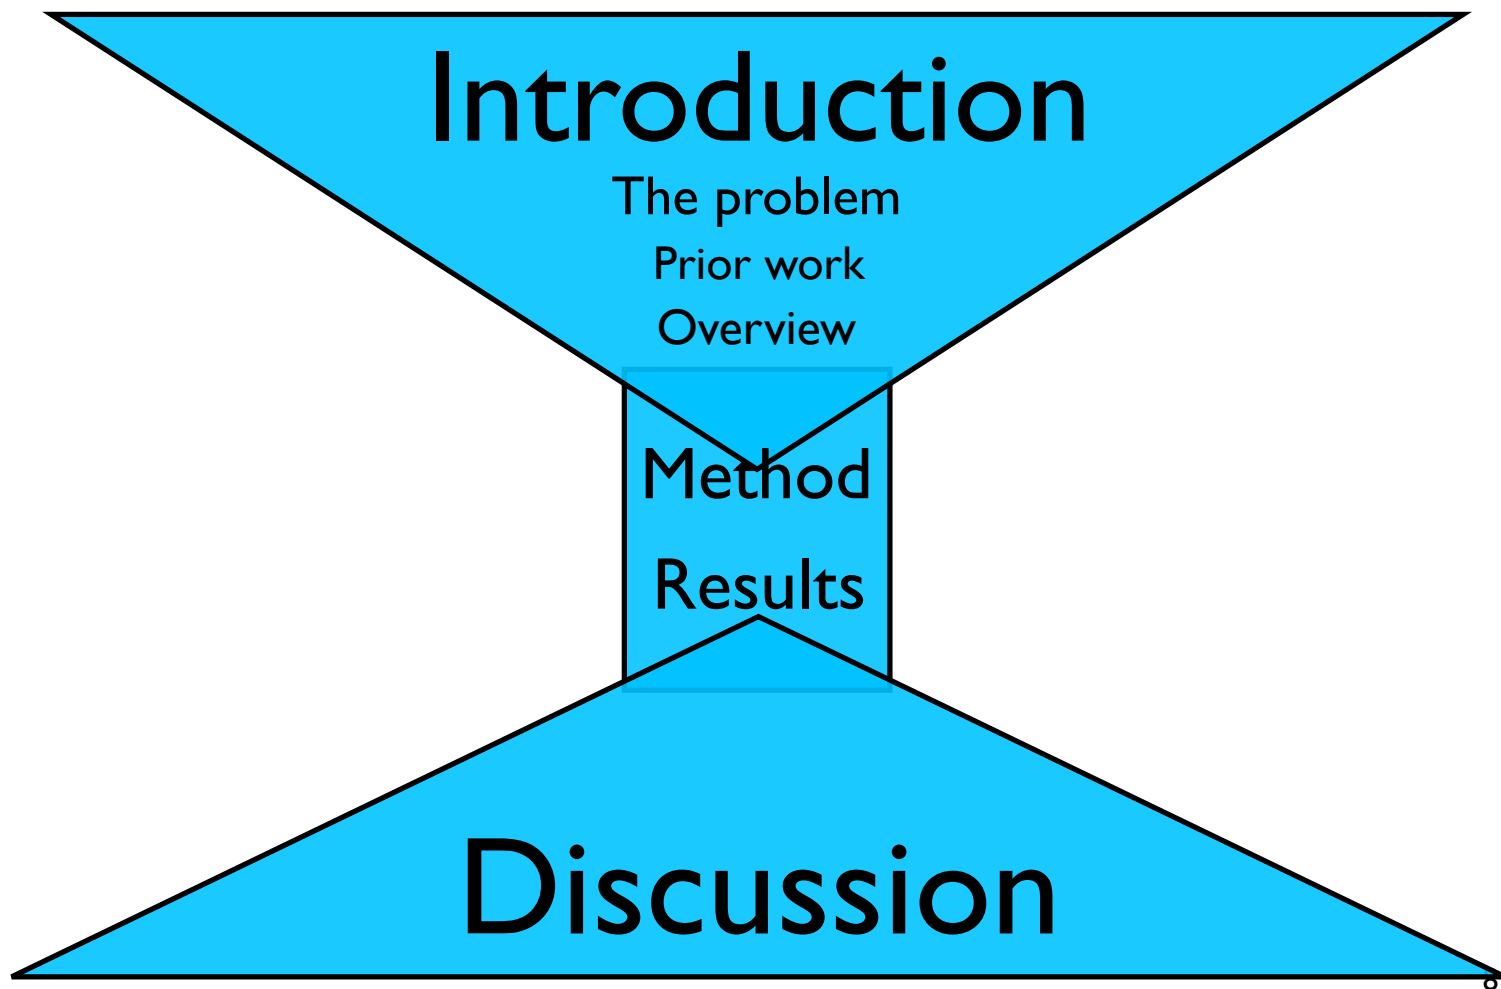 Introduction
The problem
Prior work
Overview
Method
Results
Discussion